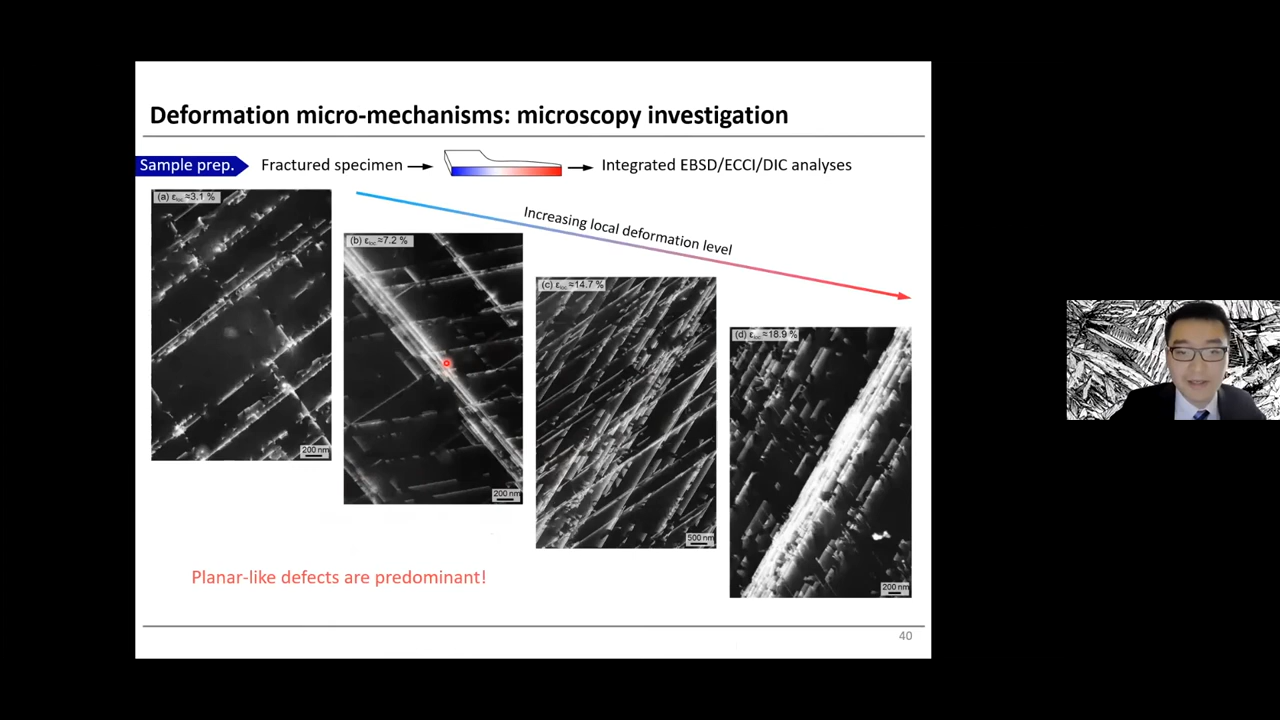 Deformation micro-mechanisms: microscopy investigation
Sample prep. Fractured specimen Integrated EBSD/ECCI/DIC analyses
Increasing local deformation level
(a) εloc ≈3.1 %
(b) εloc ≈7.2 %
(c) εloc ≈14.7 %
(d) εloc ≈18.9 %
200 nm
200 nm
500 nm
200 nm
Planar-like defects are predominant!
40